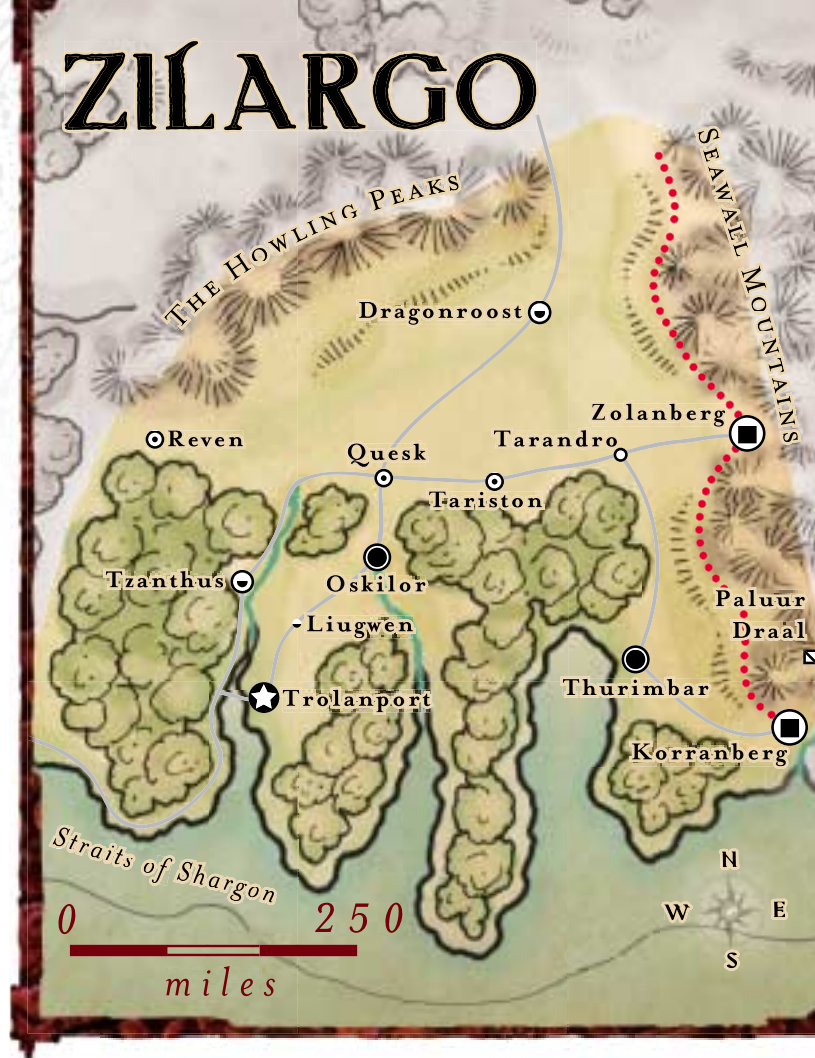 ZILARGO
SEAWALL MOUNTAINS
THE HOWLING PEAKS
Dragonroost
Zolanberg
Reven
Tarandro
Quesk
Tariston
Tzanthus
Oskilor
Paluur
Draal
Liugwen
Trolanport
Thurimbar
Korranberg
Straits of Shargon
N
W E
S
0 250
miles